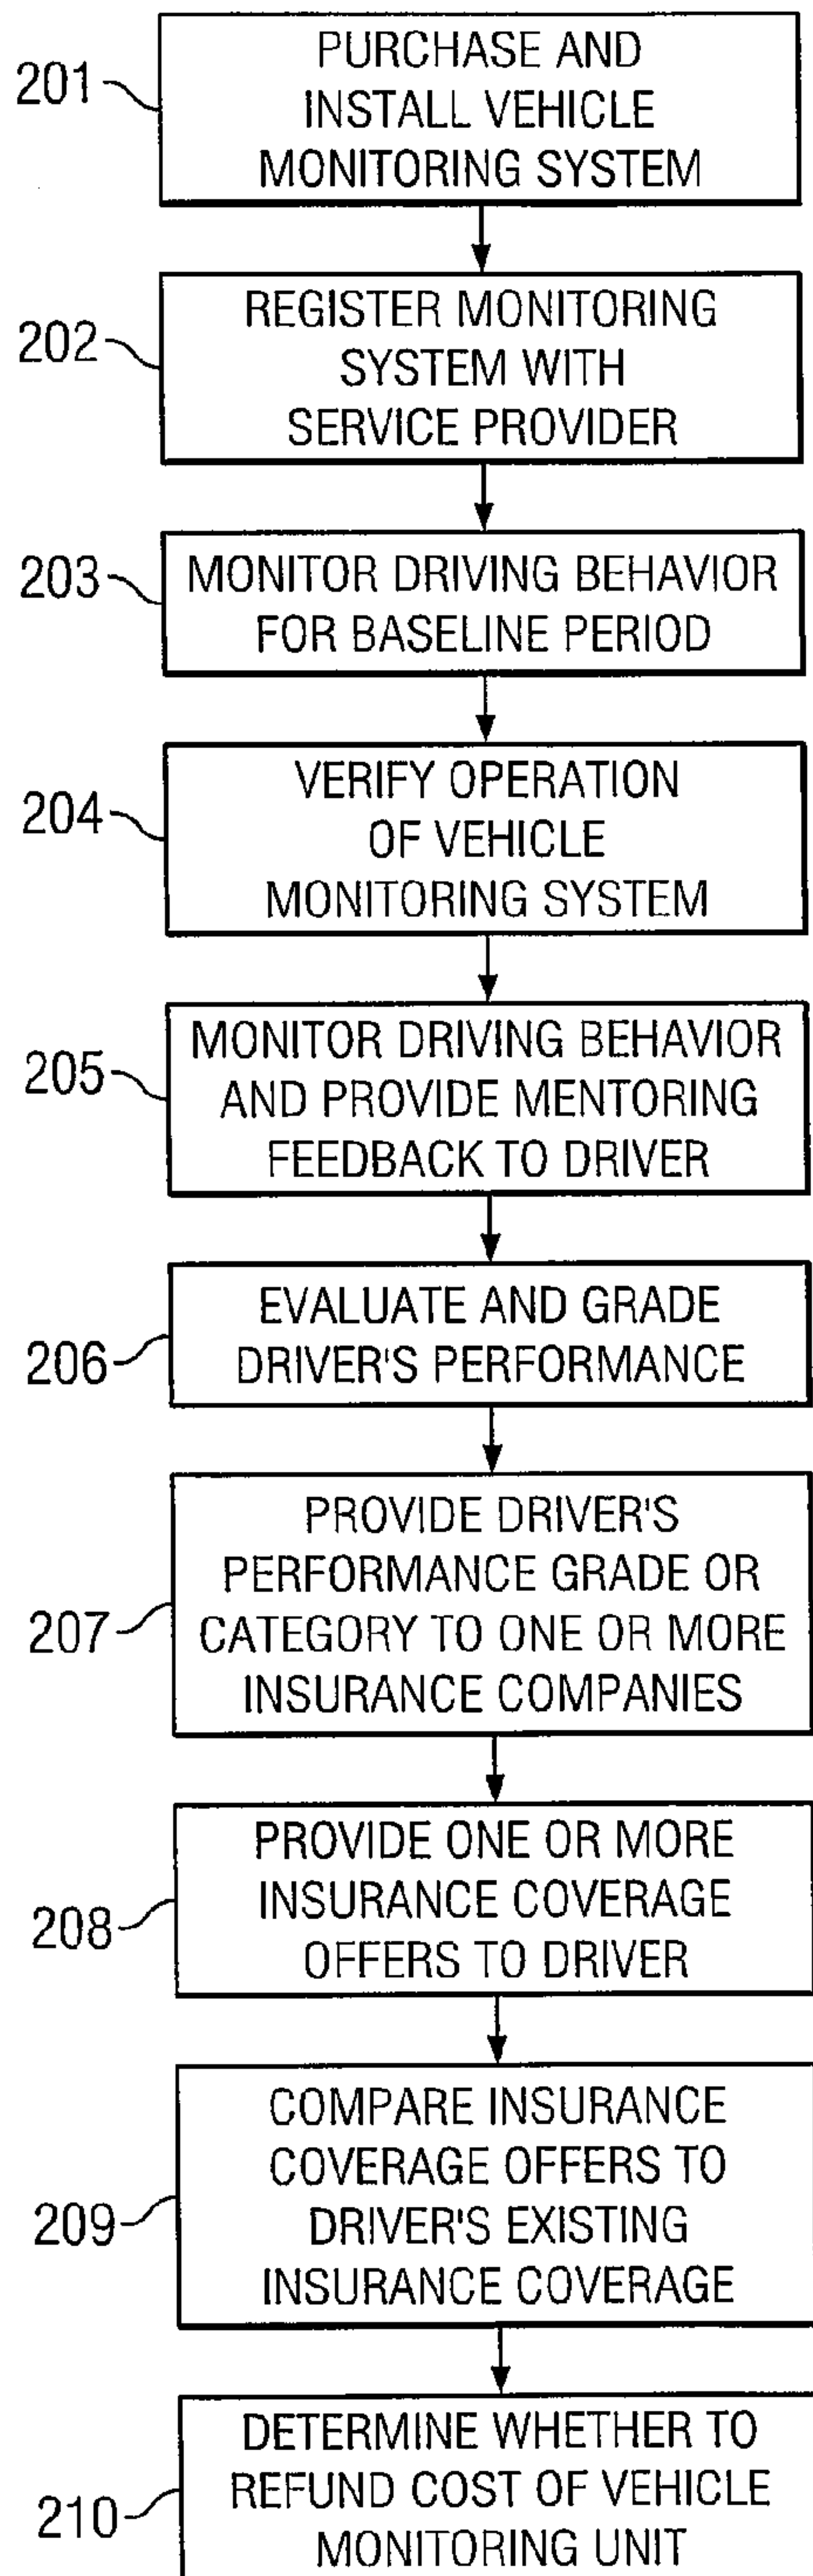 201
PURCHASE AND
INSTALL VEHICLE
MONITORING SYSTEM
202
REGISTER MONITORING
SYSTEM WITH
SERVICE PROVIDER
203
MONITOR DRIVING BEHAVIOR
FOR BASELINE PERIOD
204
VERIFY OPERATION
OF VEHICLE
MONITORING SYSTEM
205
MONITOR DRIVING BEHAVIOR
AND PROVIDE MENTORING
FEEDBACK TO DRIVER
206
EVALUATE AND GRADE
DRIVER'S PERFORMANCE
207
PROVIDE DRIVER'S
PERFORMANCE GRADE OR
CATEGORY TO ONE OR MORE
INSURANCE COMPANIES
208
PROVIDE ONE OR MORE
INSURANCE COVERAGE
OFFERS TO DRIVER
209
COMPARE INSURANCE
COVERAGE OFFERS TO
DRIVER'S EXISTING
INSURANCE COVERAGE
210
DETERMINE WHETHER TO
REFUND COST OF VEHICLE
MONITORING UNIT